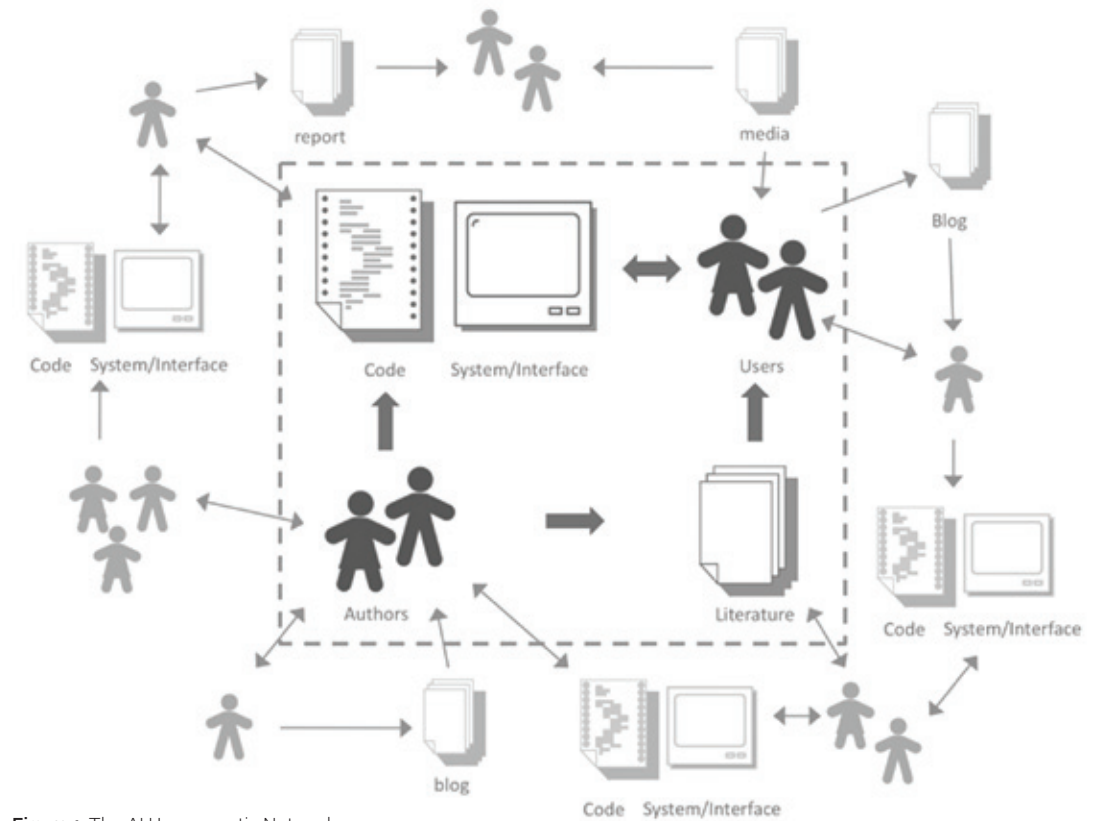 report
media
Blog
Code System/Interface
Code System/Interface
Users
Authors
Literature
Code System/Interface
blog
Code System/Interface